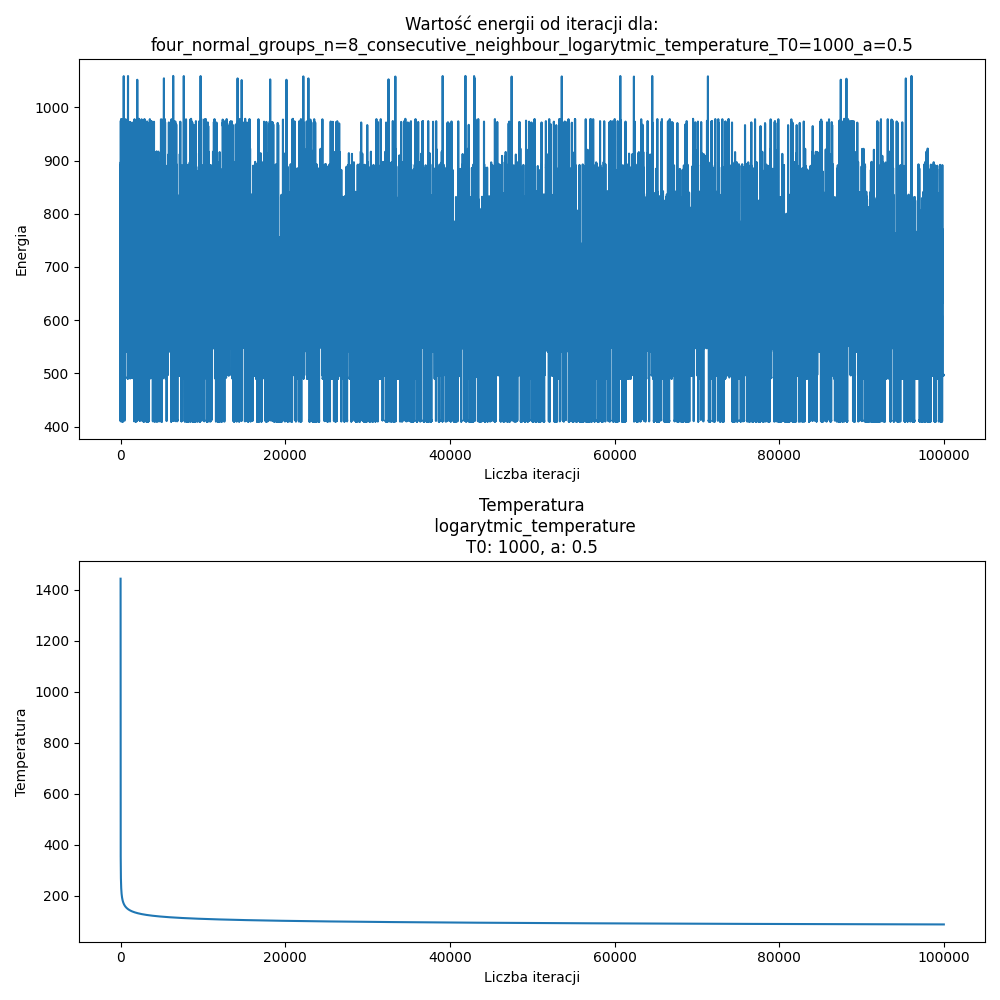 Wartość energii od iteracji dla:
four_normal_groups_n=8_consecutive_neighbour_logarytmic_temperature_T0=1000_a=0.5
1000
900
800
700
600
500
400
Energia
0 20000 40000 60000 80000 100000
Liczba iteracji
Temperatura
logarytmic_temperature
T0: 1000, a: 0.5
1400
1200
1000
800
600
400
200
Temperatura
0 20000 40000 60000 80000 100000
Liczba iteracji